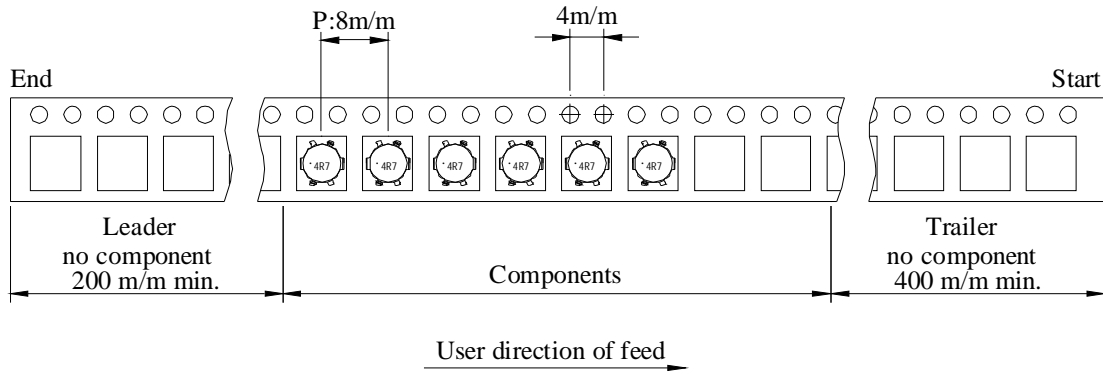 P:8m/m
4m/m
End
Start
4R7
4R7
4R7
4R7
4R7
4R7
Leader
no component
200 m/m min.
Components
Trailer
no component
400 m/m min.
User direction of feed